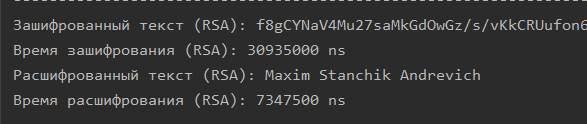 Зашифрованный текст (RSA): f8gCYNaV4Mu27saMkGdOwGz/s/vKkCRUufon6
Время зашифрования (RSA): 30935000 ns
Расшифрованный текст (RSA): Maxim Stanchik Andrevich
Время расшифрования (RSA): 7347500 ns